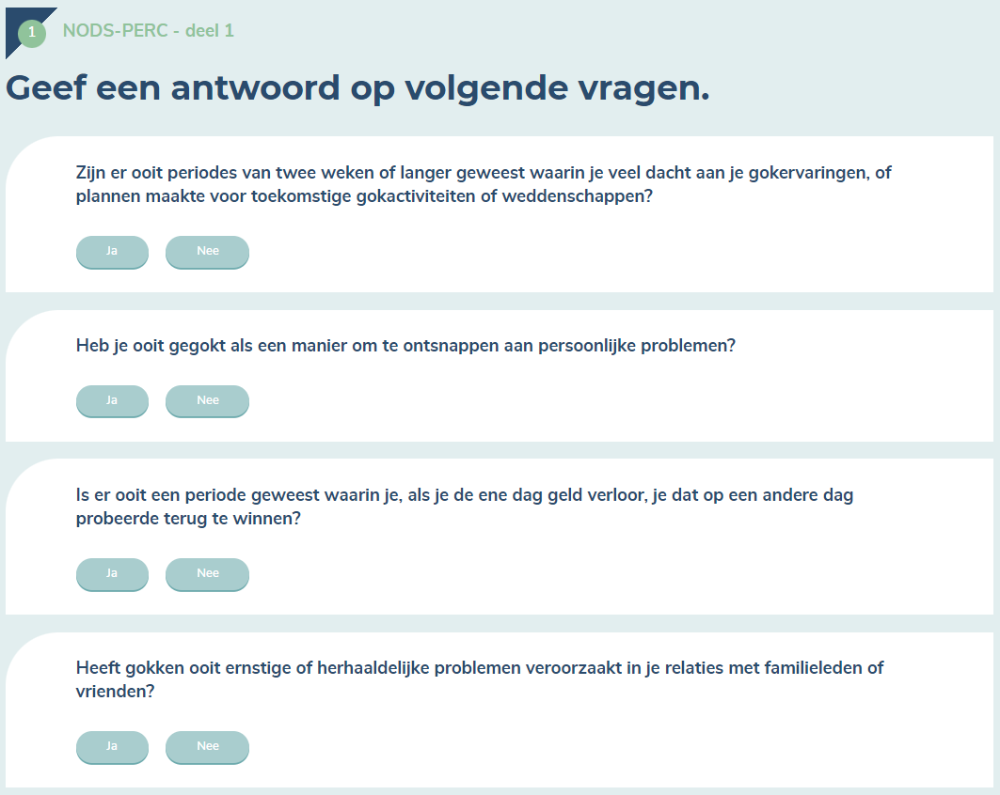 1
NODS-PERC - deel 1
Geef een antwoord op volgende vragen.
Zijn er ooit periodes van twee weken of langer geweest waarin je veel dacht aan je gokervaringen, of
plannen maakte voor toekomstige gokactiviteiten of weddenschappen?
Ja Nee
Heb je ooit gegokt als een manier om te ontsnappen aan persoonlijke problemen?
Ja Nee
Is er ooit een periode geweest waarin je, als je de ene dag geld verloor, je dat op een andere dag
probeerde terug te winnen?
Ja Nee
Heeft gokken ooit ernstige of herhaaldelijke problemen veroorzaakt in je relaties met familieleden of
vrienden?
Ja Nee